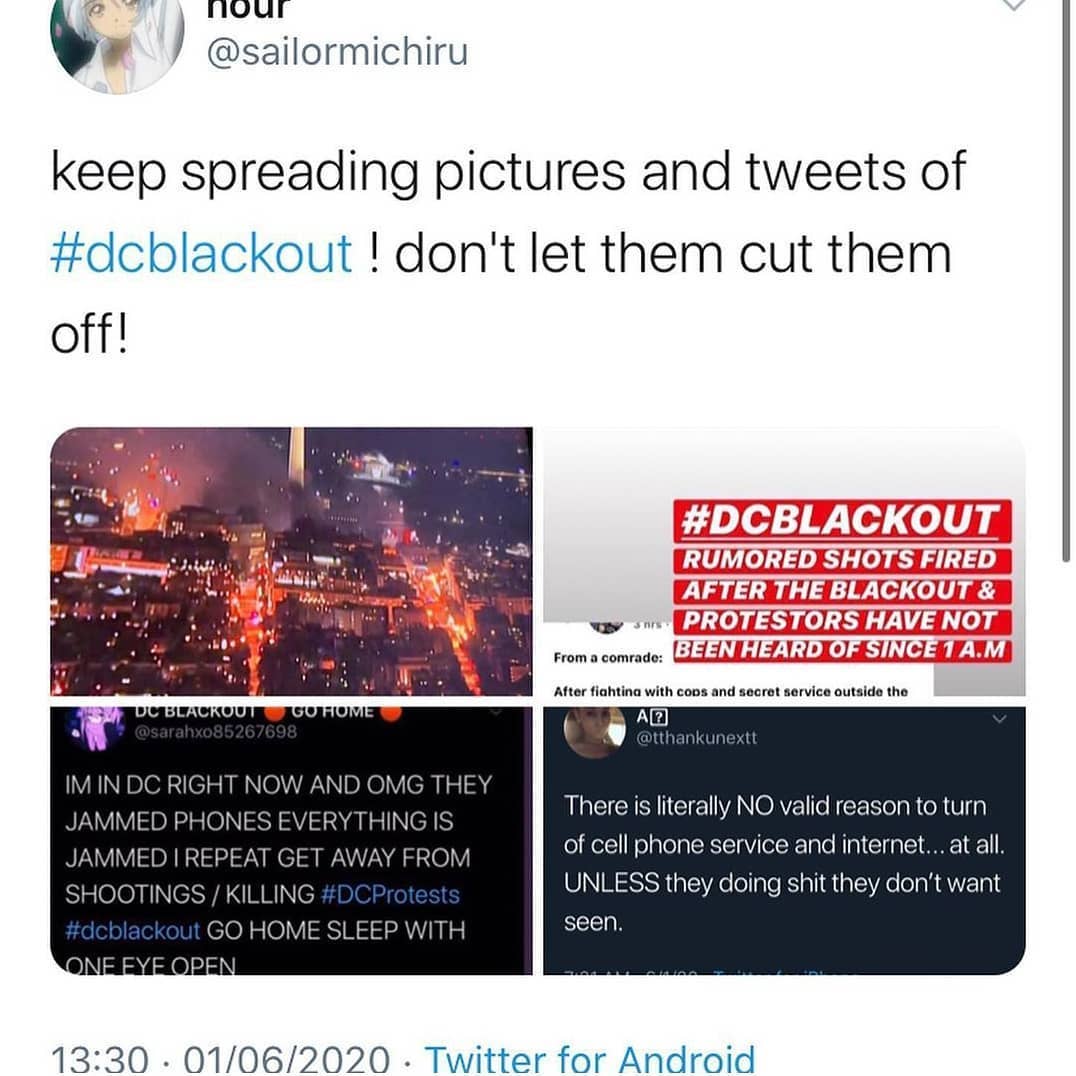 nour
@sailormichiru
keep spreading pictures and tweets of
#dcblackout ! don't let them cut them
off!
#DCBLACKOUT
RUMORED SHOTS FIRED
AFTER THE BLACKOUT &
PROTESTORS HAVE NOT
BEEN HEARD OF SINCE 1 A.M
3 hrs
From a comrade:
After fighting with cops and secret service outside the
DC BLACKOUT GO HOME
@sarahxo85267698
IM IN DC RIGHT NOW AND OMG THEY
JAMMED PHONES EVERYTHING IS
JAMMED I REPEAT GET AWAY FROM
SHOOTINGS / KILLING #DCProtests
#dcblackout GO HOME SLEEP WITH
ONE EYE OPEN
A
@tthankunextt
There is literally NO valid reason to turn
of cell phone service and internet... at all.
UNLESS they doing shit they don't want
seen.
13:30 · 01/06/2020 · Twitter for Android